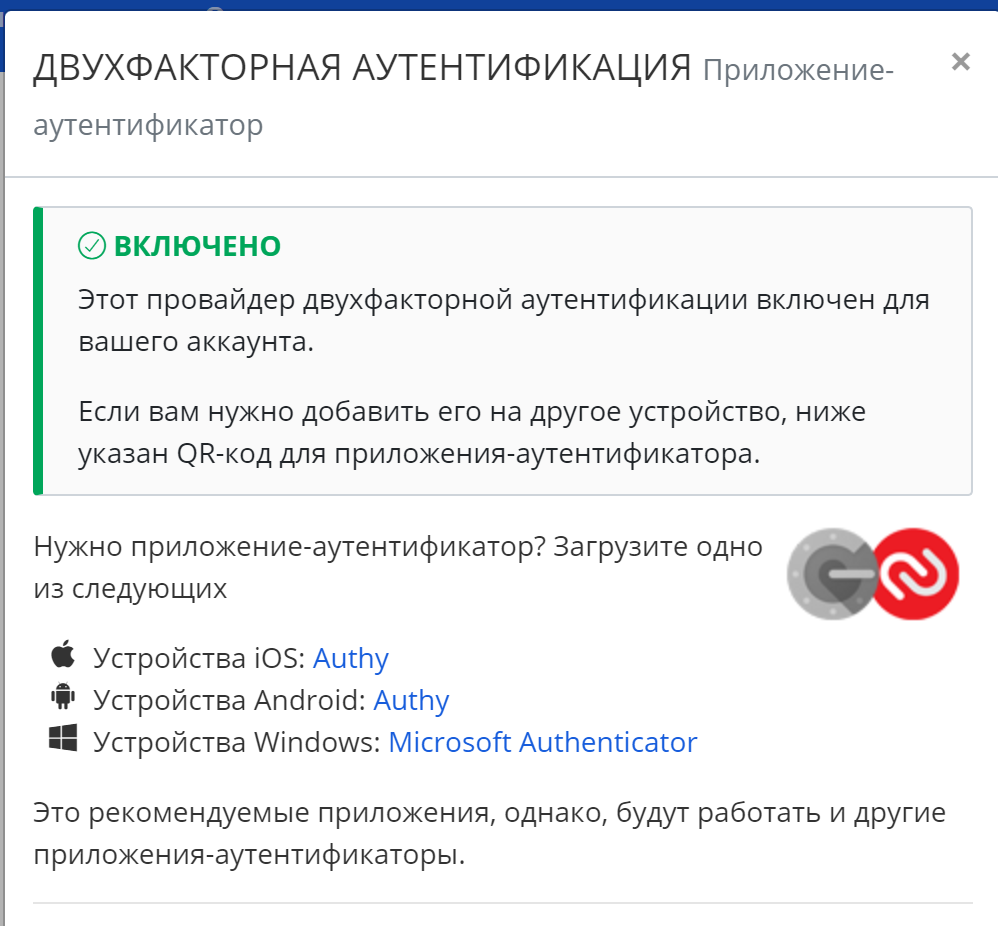 ДВУХФАКТОРНАЯ АУТЕНТИФИКАЦИЯ Приложение-
аутентификатор
×
ВКЛЮЧЕНО
Этот провайдер двухфакторной аутентификации включен для
вашего аккаунта.
Если вам нужно добавить его на другое устройство, ниже
указан QR-код для приложения-аутентификатора.
Нужно приложение-аутентификатор? Загрузите одно
из следующих
Устройства iOS: Authy
Устройства Android: Authy
Устройства Windows: Microsoft Authenticator
Это рекомендуемые приложения, однако, будут работать и другие
приложения-аутентификаторы.